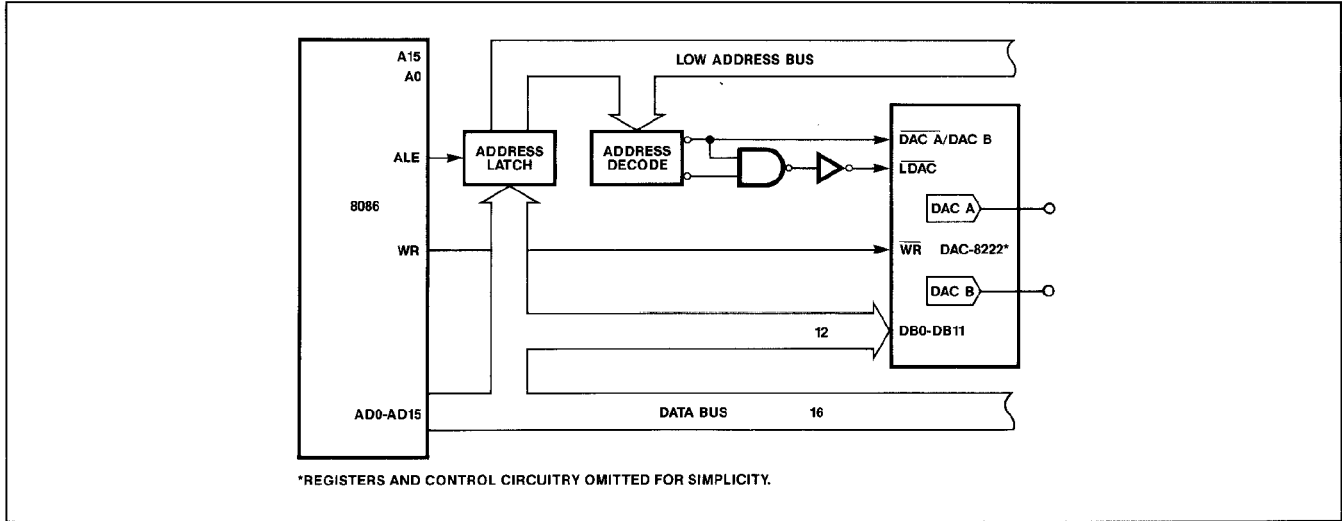 A15
LOW ADDRESS BUS
A0
DAC A/DAC B
ALE
ADDRESS
LATCH
ADDRESS
DECODE
LDAC
8086
DAC A
WR
WR
DAC-8222*
DAC B
12
DB0-DB11
AD0-AD15
DATA BUS
16
*REGISTERS AND CONTROL CIRCUITRY OMITTED FOR SIMPLICITY.